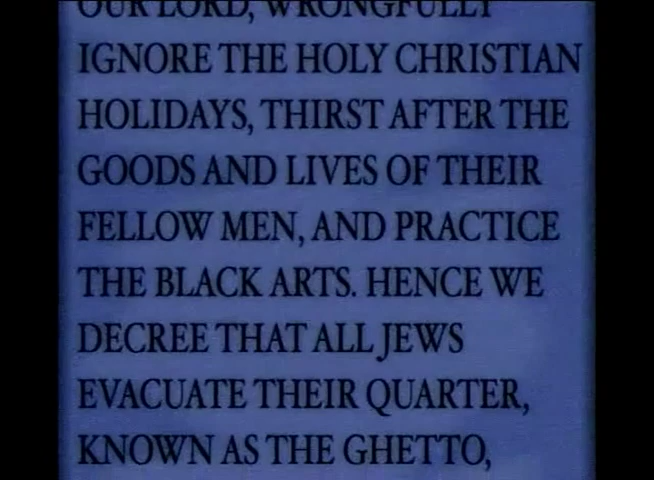 OUR LORD, WRONGFULLY
IGNORE THE HOLY CHRISTIAN
HOLIDAYS, THIRST AFTER THE
GOODS AND LIVES OF THEIR
FELLOW MEN, AND PRACTICE
THE BLACK ARTS. HENCE WE
DECREE THAT ALL JEWS
EVACUATE THEIR QUARTER,
KNOWN AS THE GHETTO,